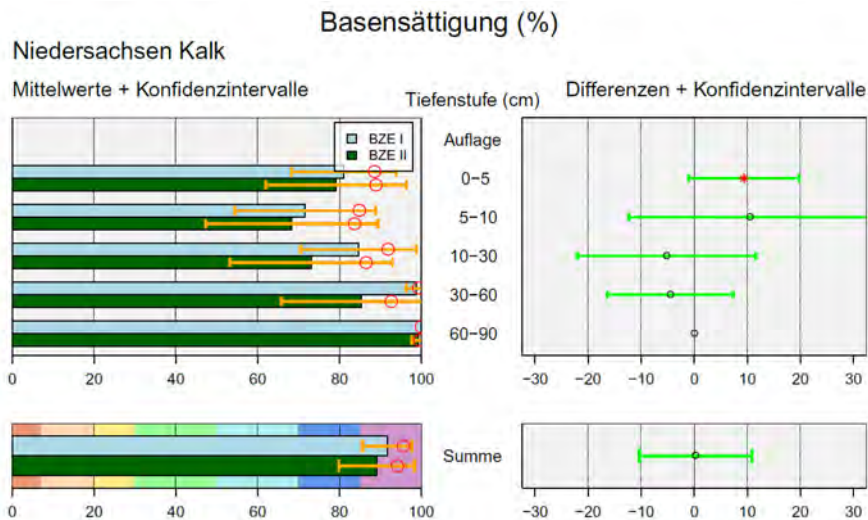 Basensättigung (%)
Niedersachsen Kalk
Mittelwerte + Konfidenzintervalle
Tiefenstufe (cm)
Differenzen + Konfidenzintervalle
BZE I
BZE II
Auflage
0−5
5−10
10−30
30−60
60−90
0 20 40 60 80 100
−30 −20 −10 0 10 20 30
Summe
0 20 40 60 80 100
−30 −20 −10 0 10 20 30